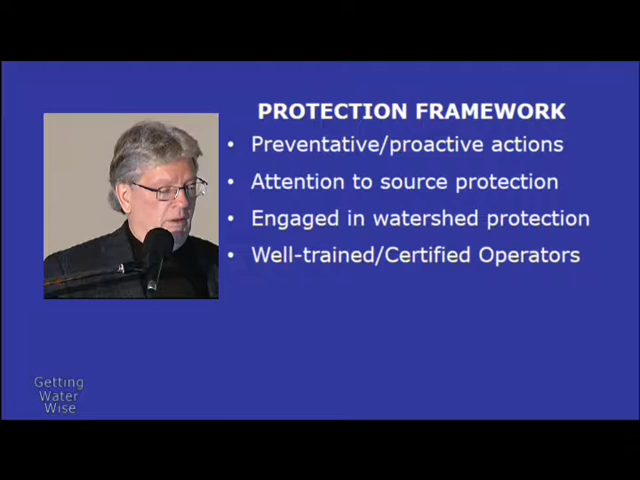 PROTECTION FRAMEWORK
• Preventative/proactive actions
• Attention to source protection
• Engaged in watershed protection
• Well-trained/Certified Operators
Getting
Water
Wise